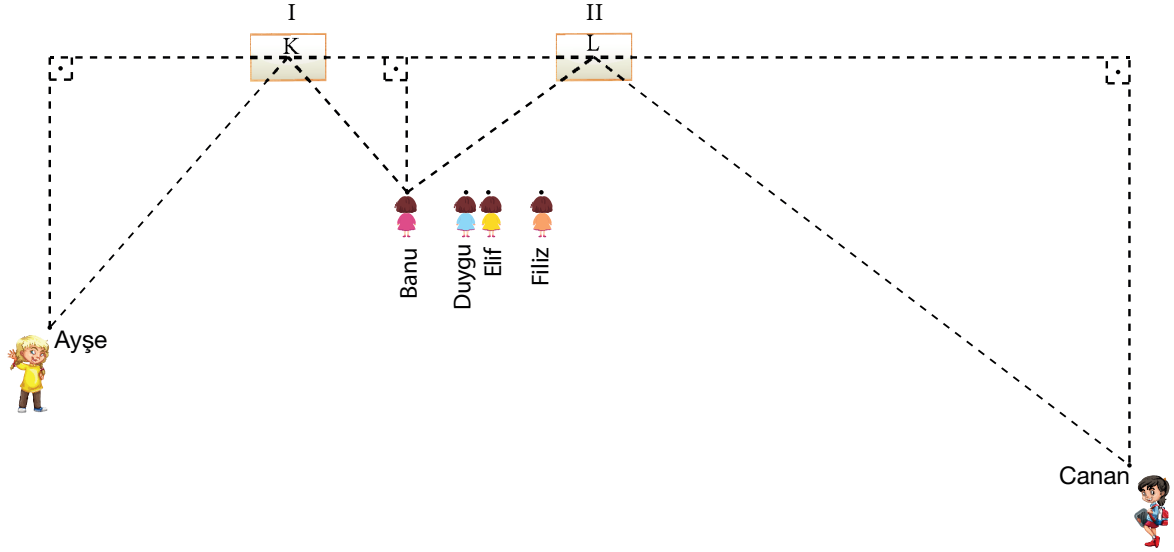 I
II
K
L
Banu
Duygu
Elif
Filiz
Ayşe
Canan